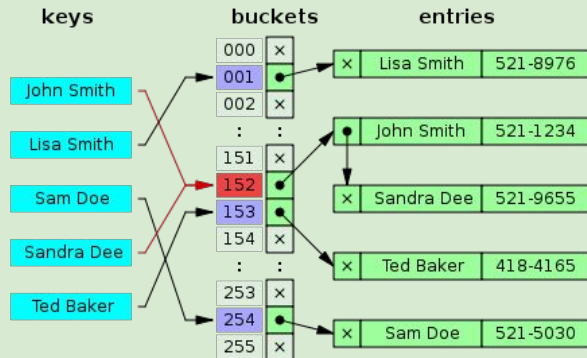 keys
buckets
entries
John Smith
Lisa Smith
Sam Doe
Sandra Dee
Ted Baker
000 ×
001
002 ×
: :
151 ×
152
153
154 ×
: :
253 ×
254
255 ×
× Lisa Smith 521-8976
John Smith 521-1234
× Sandra Dee 521-9655
× Ted Baker 418-4165
× Sam Doe 521-5030